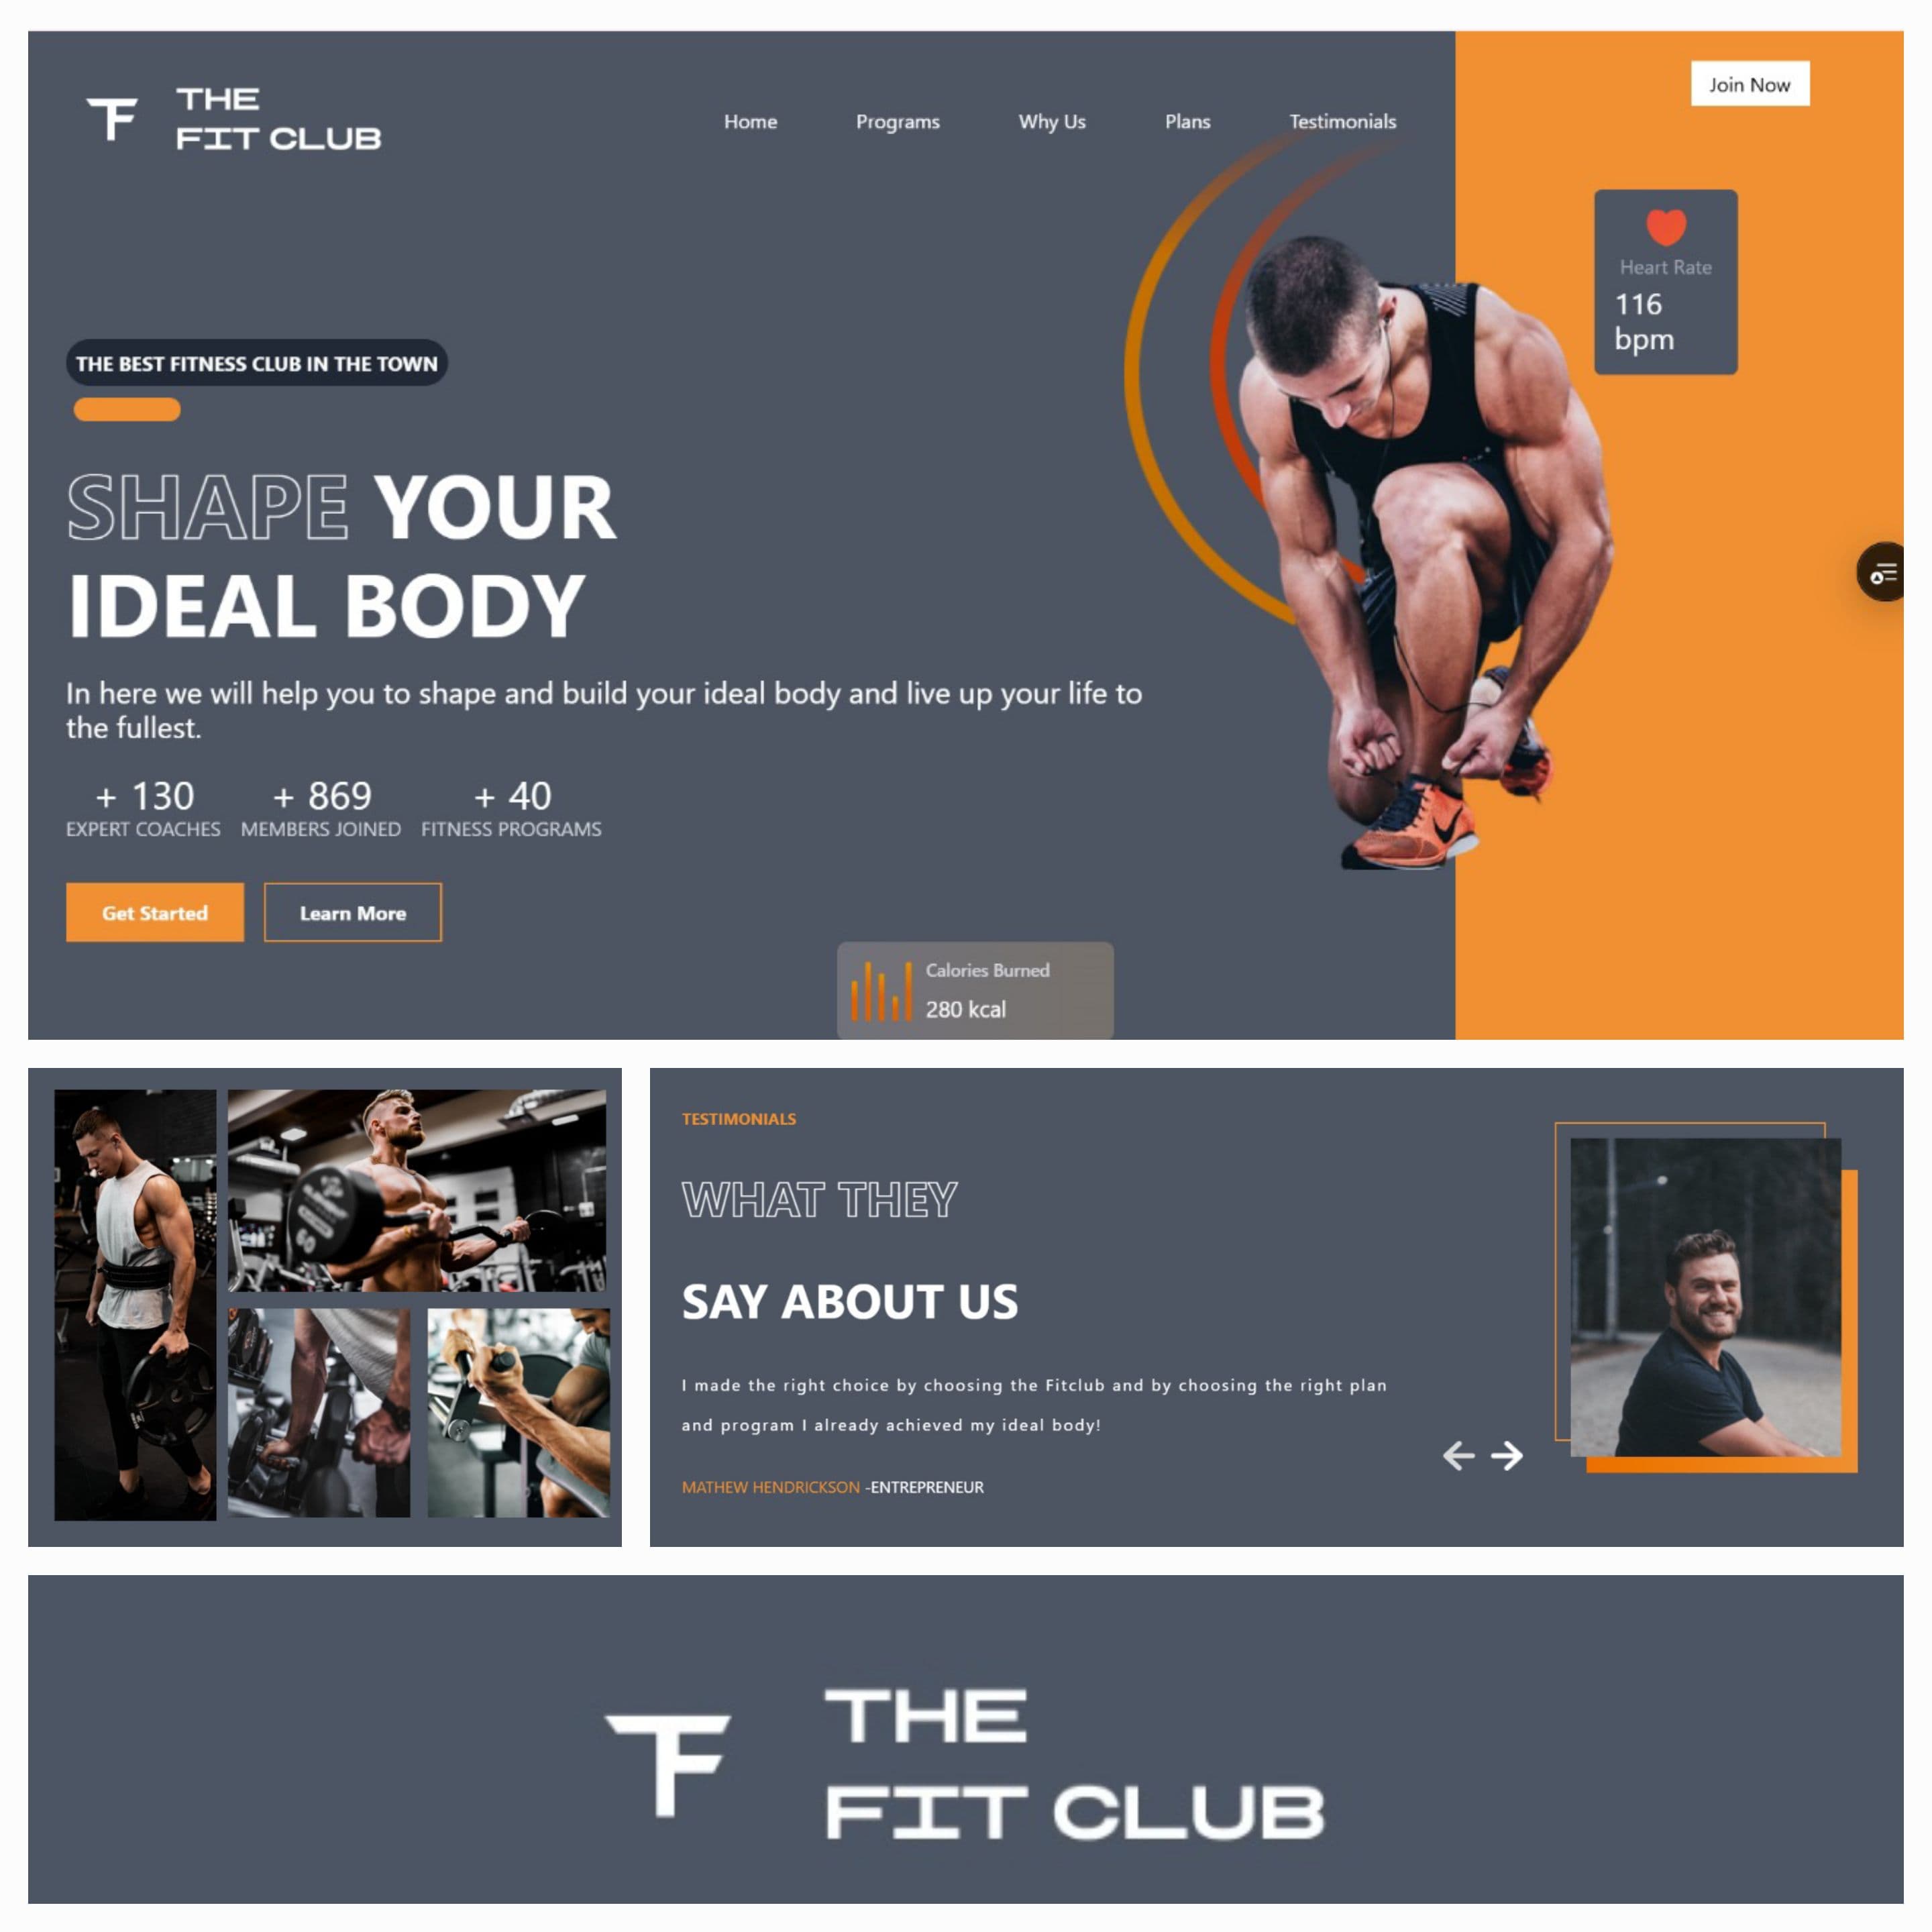 THE
FIT CLUB
Home Programs Why Us Plans Testimonials
Join Now
Heart Rate
116
bpm
THE BEST FITNESS CLUB IN THE TOWN
SHAPE YOUR
IDEAL BODY
In here we will help you to shape and build your ideal body and live up your life to
the fullest.
+ 130 + 869 + 40
EXPERT COACHES MEMBERS JOINED FITNESS PROGRAMS
Get Started Learn More
Calories Burned
280 kcal
TESTIMONIALS
WHAT THEY
SAY ABOUT US
I made the right choice by choosing the Fitclub and by choosing the right plan
and program I already achieved my ideal body!
MATHEW HENDRICKSON -ENTREPRENEUR
THE
FIT CLUB